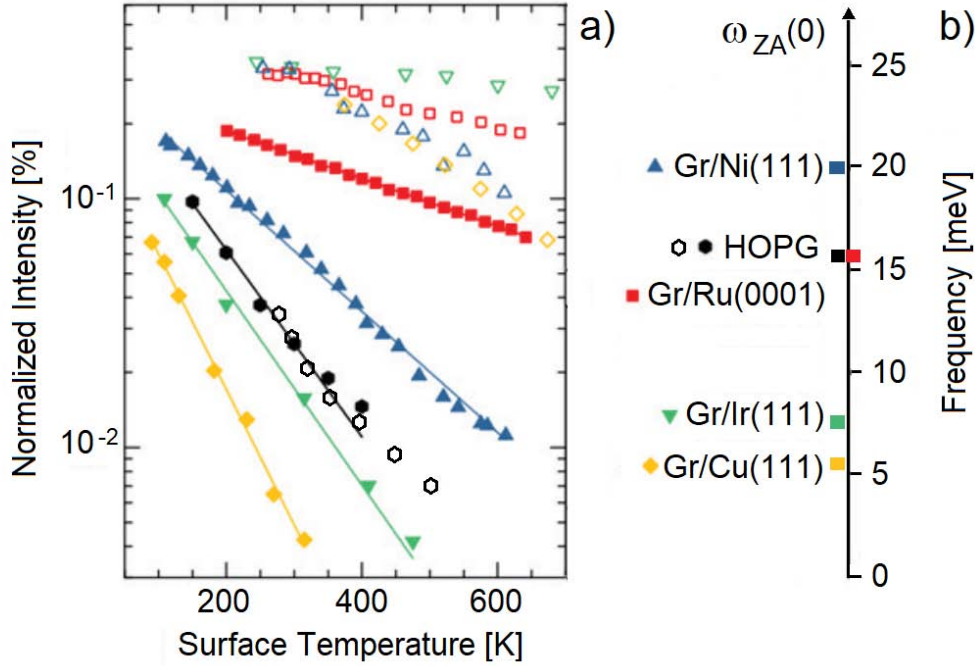 a)
b)
ωZA(0)
Normalized Intensity [%]
10-1
10-2
200
400
600
Surface Temperature [K]
Gr/Ni(111)
HOPG
Gr/Ru(0001)
Gr/Ir(111)
Gr/Cu(111)
25
20
15
10
5
0
Frequency [meV]